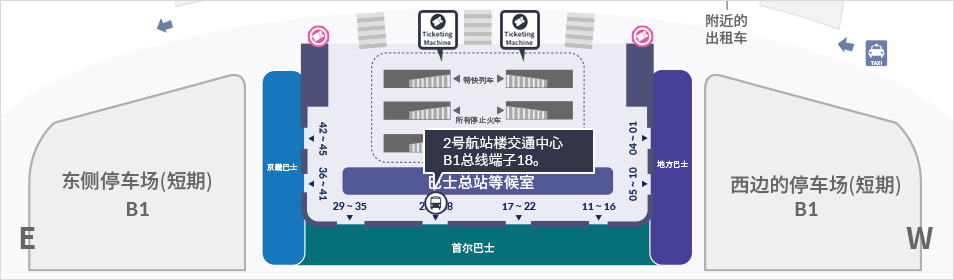 附近的
出租车
TAXI
Ticketing
Machine
Ticketing
Machine
特快列车
所有停止火车
2号航站楼交通中心
B1总线端子18。
巴士总站等候室
42 ~ 45
36 ~ 41
04 ~ 01
05 ~ 10
29 ~ 35
17 ~ 22
11 ~ 16
京畿巴士
地方巴士
首尔巴士
东侧停车场(短期)
B1
西边的停车场(短期)
B1
E
W